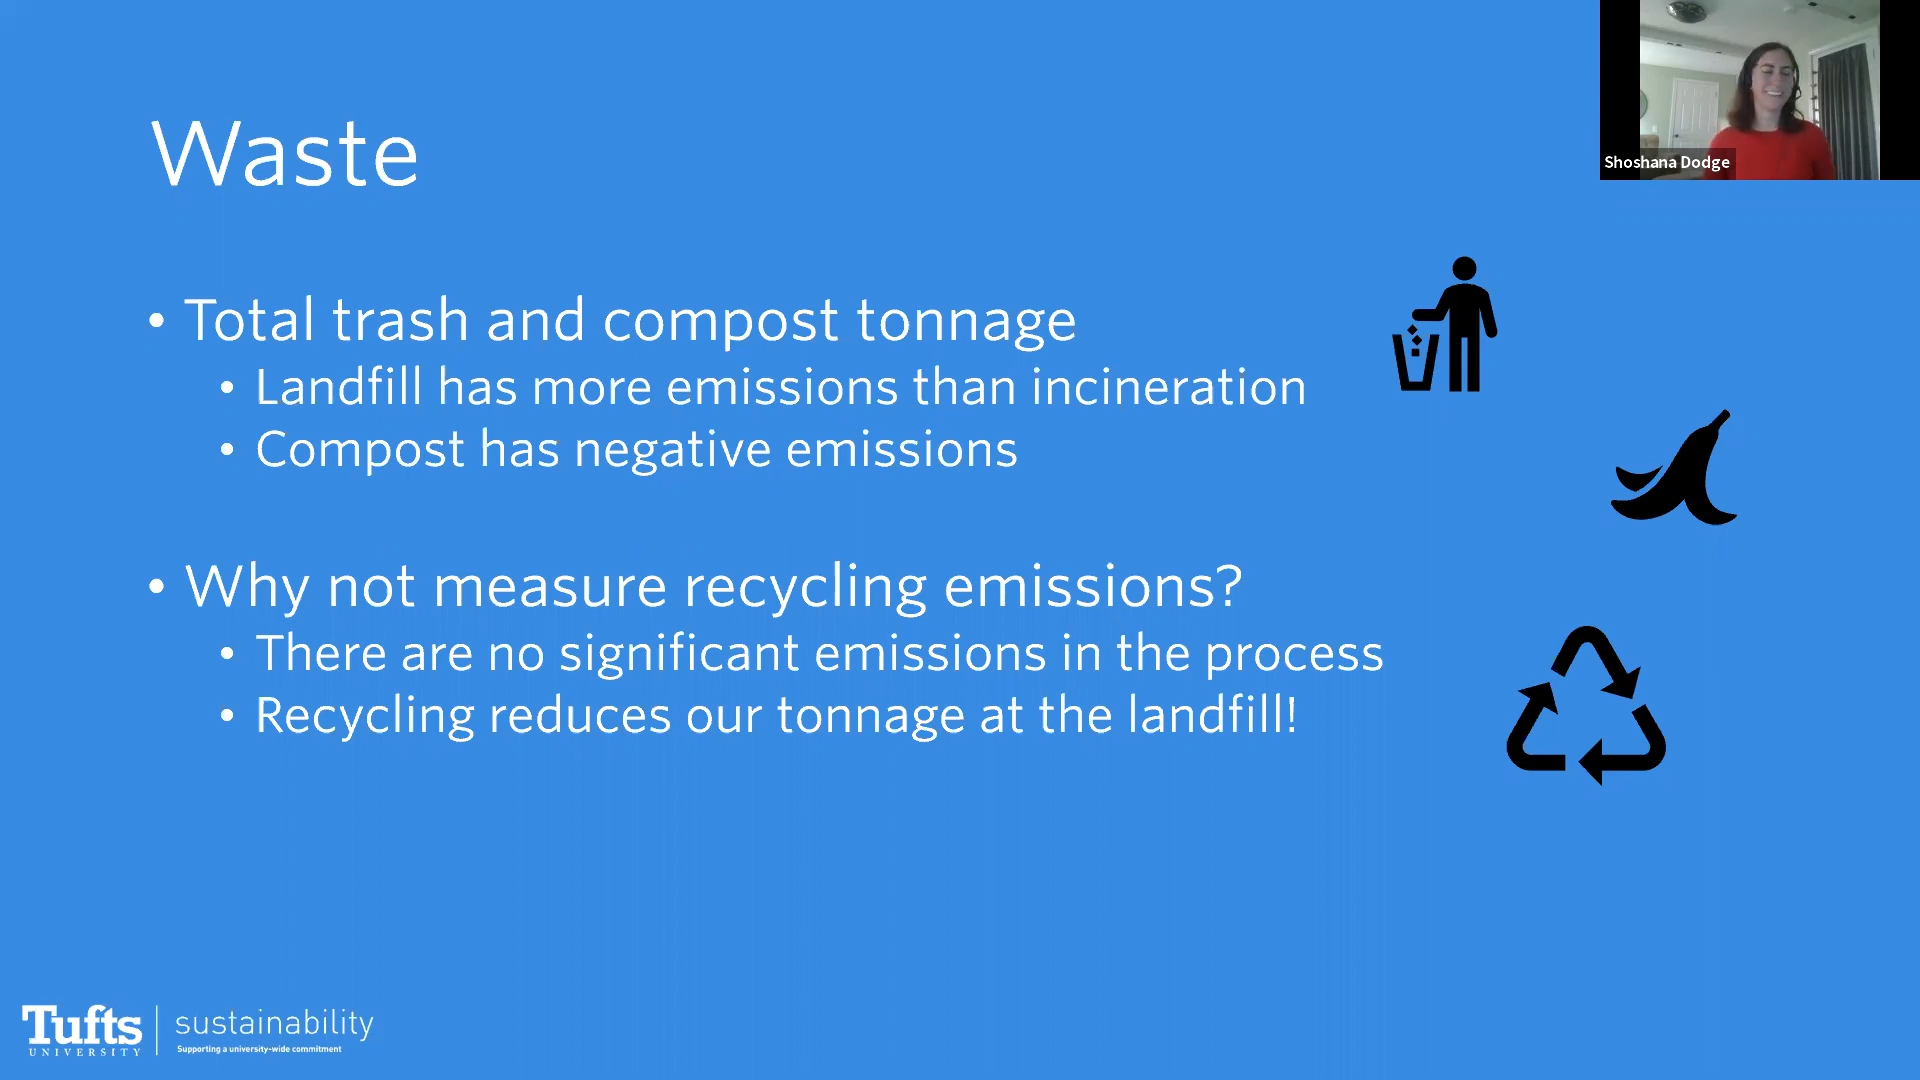 Waste
• Total trash and compost tonnage
• Landfill has more emissions than incineration
• Compost has negative emissions
• Why not measure recycling emissions?
• There are no significant emissions in the process
• Recycling reduces our tonnage at the landfill!
Shoshana Dodge
Tufts
UNIVERSITY
sustainability
Supporting a university-wide commitment